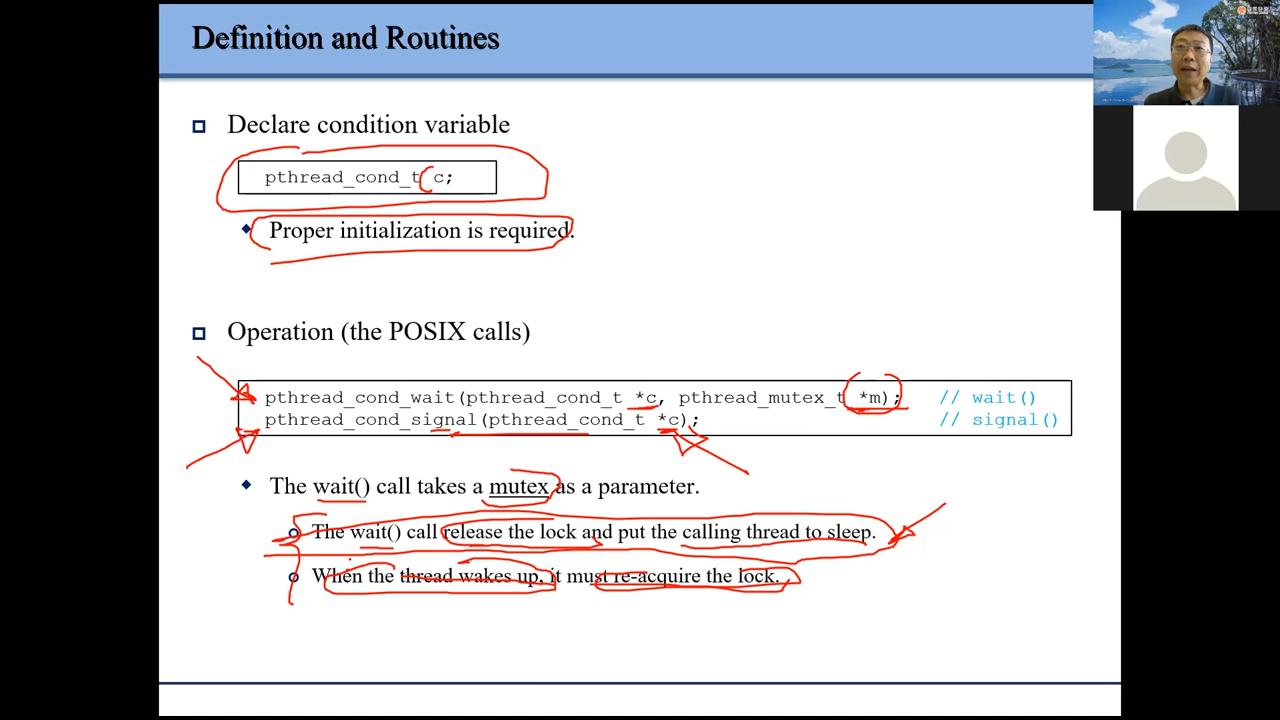 Definition and Routines
Declare condition variable
pthread_cond_t c;
Proper initialization is required.
Operation (the POSIX calls)
pthread_cond_wait(pthread_cond_t *c, pthread_mutex_t *m); // wait()
pthread_cond_signal(pthread_cond_t *c); // signal()
The wait() call takes a mutex as a parameter.
The wait() call release the lock and put the calling thread to sleep.
When the thread wakes up, it must re-acquire the lock.